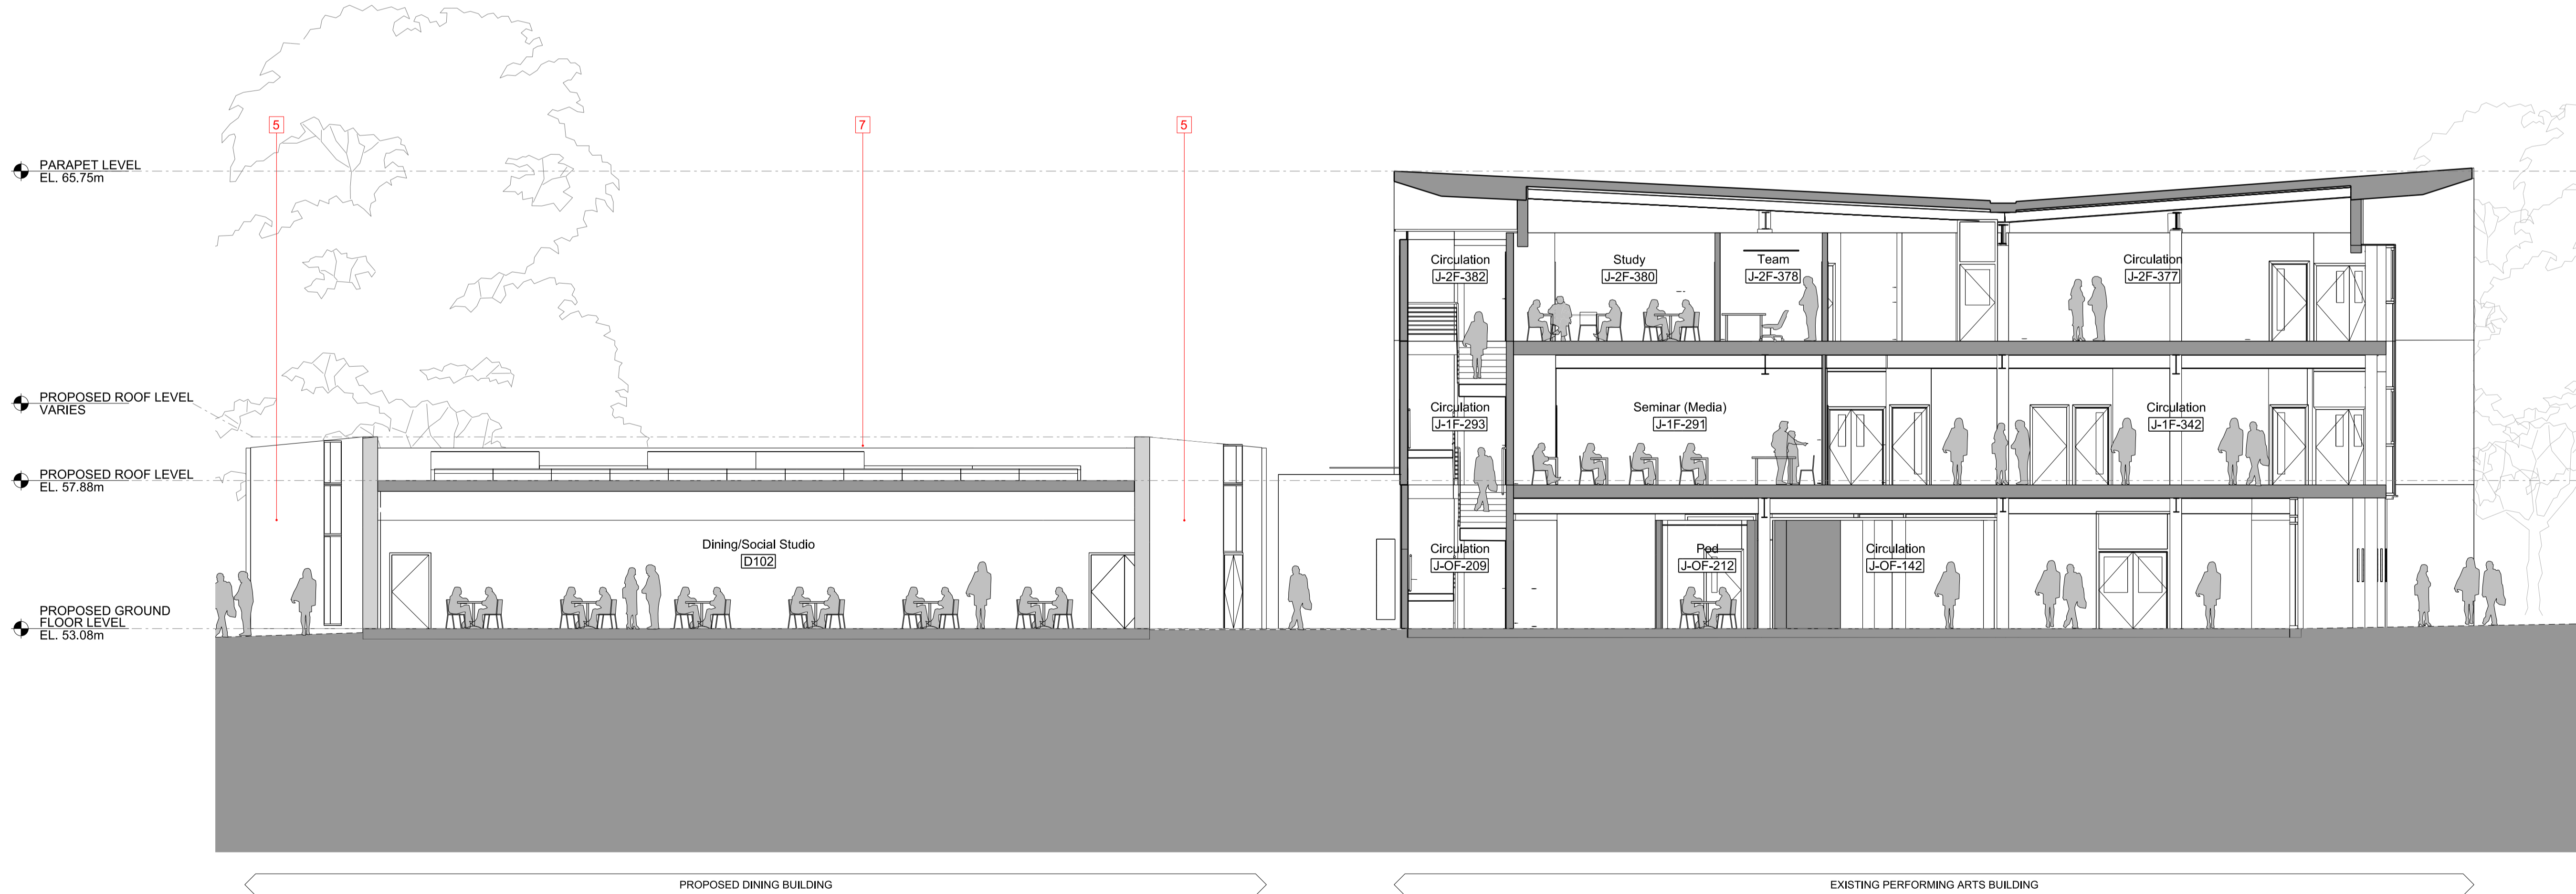 5
7
5
PARAPET LEVEL
EL. 65.75m
PROPOSED ROOF LEVEL
VARIES
PROPOSED ROOF LEVEL
EL. 57.88m
PROPOSED GROUND
FLOOR LEVEL
EL. 53.08m
Dining/Social Studio
D102
Circulation
J-2F-382
Study
J-2F-380
Team
J-2F-378
Circulation
J-2F-377
Circulation
J-1F-293
Seminar (Media)
J-1F-291
Circulation
J-1F-342
Circulation
J-OF-209
Pod
J-OF-212
Circulation
J-OF-142
PROPOSED DINING BUILDING
EXISTING PERFORMING ARTS BUILDING